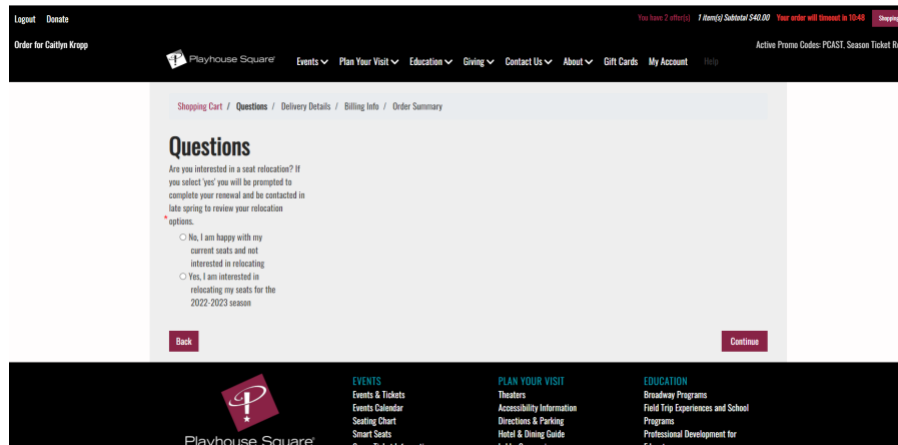 Logout Donate
You have 2 offer(s) 1 Item(s) Subtotal $40.00 Your order will timeout in 10:48 Shopping
Order for Caitlyn Kropp
Active Promo Codes: PCAST, Season Ticket
Playhouse Square
Events Plan Your Visit Education Giving Contact Us About Gift Cards My Account Help
Shopping Cart / Questions / Delivery Details / Billing Info / Order Summary
Questions
Are you interested in a seat relocation? If
you select 'yes' you will be prompted to
complete your renewal and be contacted in
late spring to review your relocation
* options.
No, I am happy with my
current seats and not
interested in relocating
Yes, I am interested in
relocating my seats for the
2022-2023 season
Back
Continue
Playhouse Square
EVENTS
Events & Tickets
Events Calendar
Seating Chart
Smart Seats
PLAN YOUR VISIT
Theaters
Accessibility Information
Directions & Parking
Hotel & Dining Guide
EDUCATION
Broadway Programs
Field Trip Experiences and School
Programs
Professional Development for